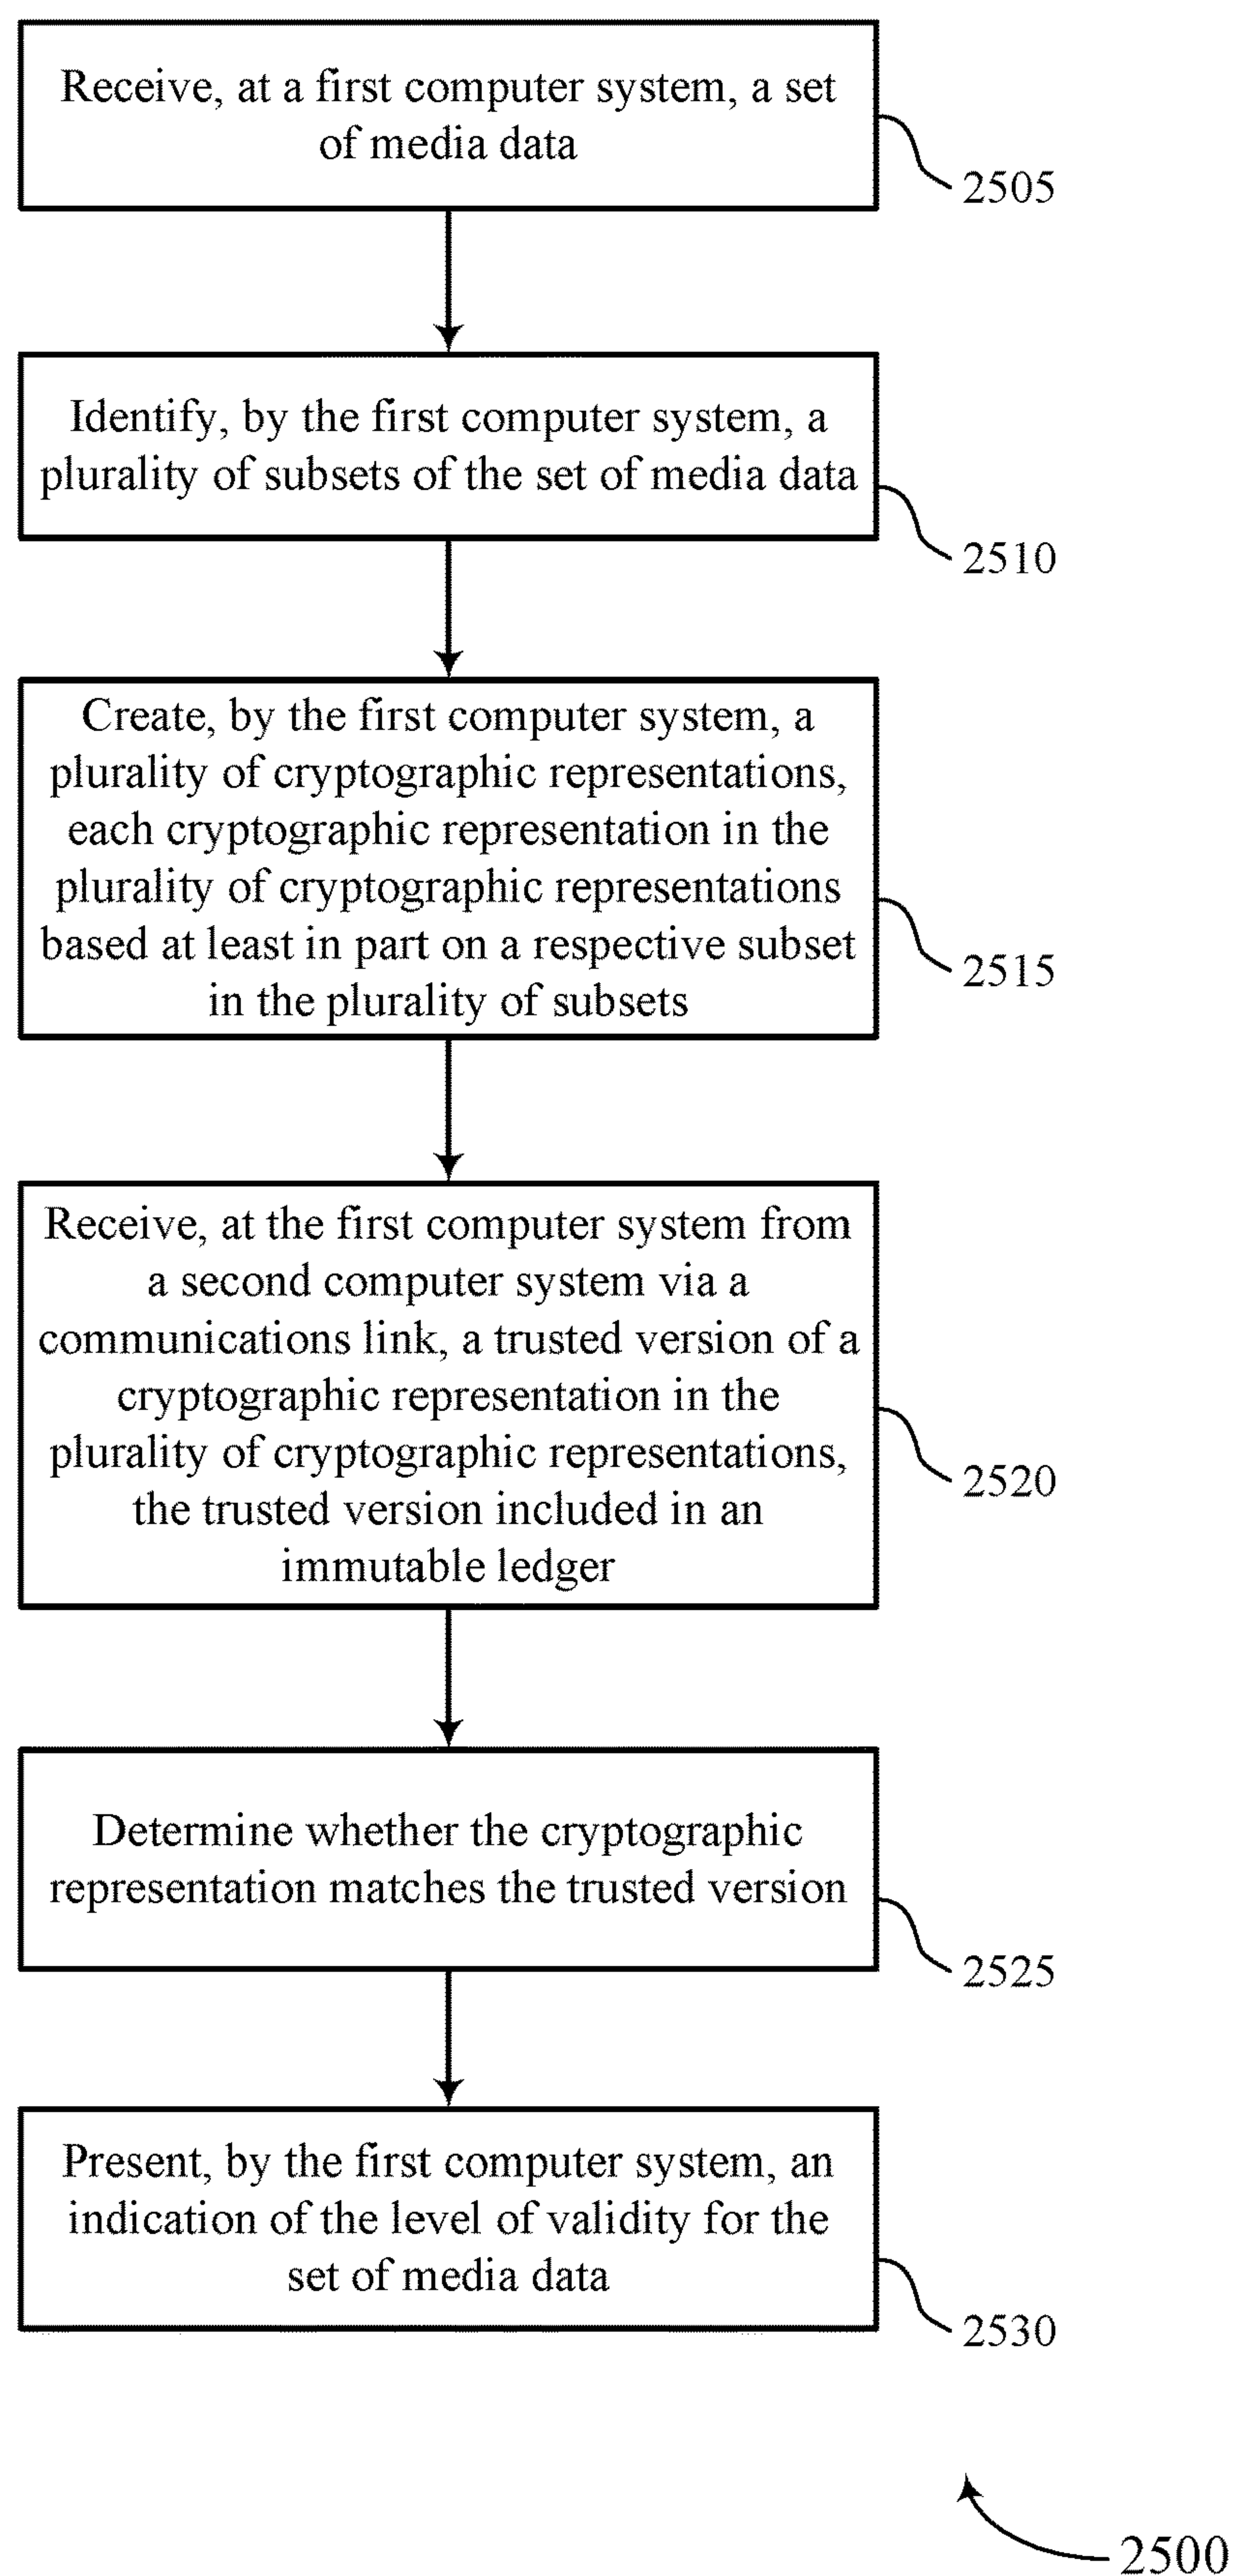 Receive, at a first computer system, a set
of media data
2505
Identify, by the first computer system, a
plurality of subsets of the set of media data
2510
Create, by the first computer system, a
plurality of cryptographic representations,
each cryptographic representation in the
plurality of cryptographic representations
based at least in part on a respective subset
in the plurality of subsets
2515
Receive, at the first computer system from
a second computer system via a
communications link, a trusted version of a
cryptographic representation in the
plurality of cryptographic representations,
the trusted version included in an
immutable ledger
2520
Determine whether the cryptographic
representation matches the trusted version
2525
Present, by the first computer system, an
indication of the level of validity for the
set of media data
2530
2500